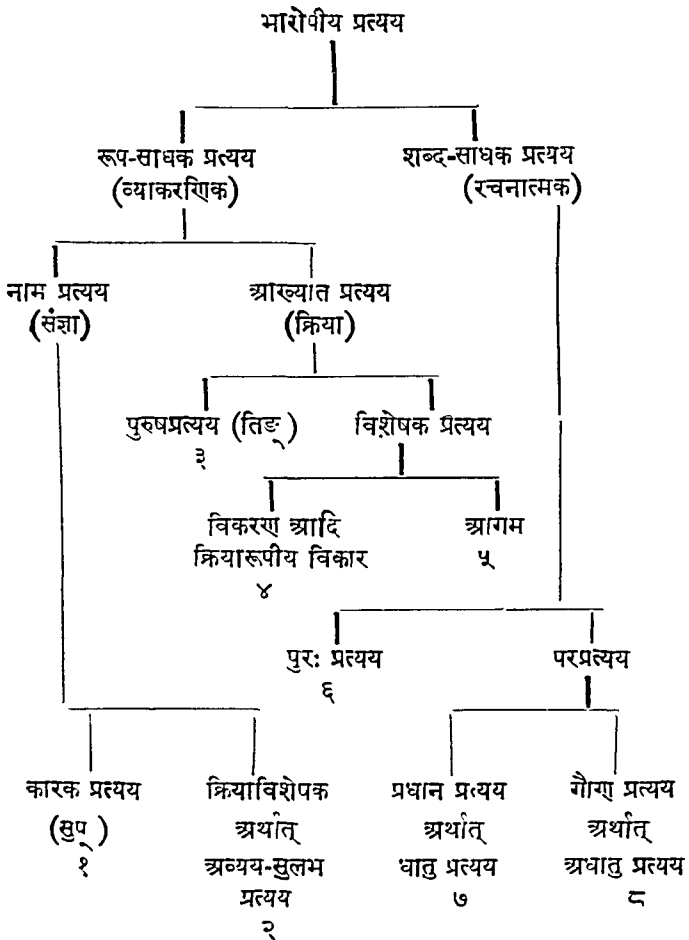 भारोपीय प्रत्यय
रूप-साधक प्रत्यय शब्द-साधक प्रत्यय
(व्याकरणिक) (रचनात्मक)
नाम प्रत्यय आख्यात प्रत्यय
(संज्ञा) (क्रिया)
पुरुषप्रत्यय (तिङ्) विशेषक प्रत्यय
३
विकरण आदि आगम
क्रियारूपीय विकार ५
४
पुरः प्रत्यय परप्रत्यय
६
कारक प्रत्यय क्रियाविशेषक प्रधान प्रत्यय गौण प्रत्यय
(सुप्) अर्थात् अर्थात् अर्थात्
१ अव्यय-सुलभ धातु प्रत्यय अधातु प्रत्यय
प्रत्यय ७ ८
२